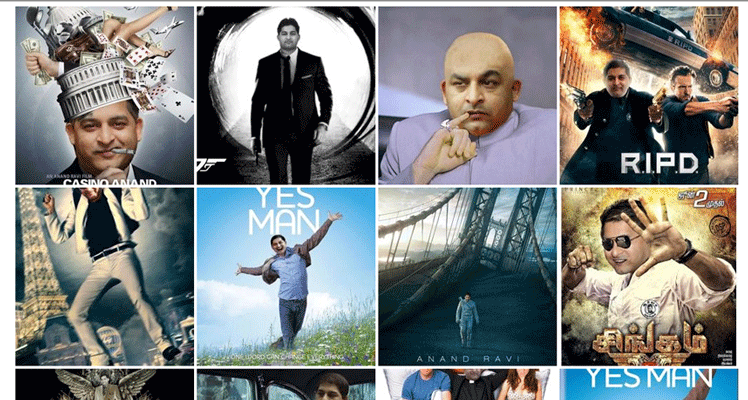 AN ANAND RAVI FILM
CASINO ANAND
R.I.P.D
R.I.P.D.
YES
MAN
ONE WORD CAN CHANGE EVERYTHING
ANAND RAVI
2 முதல்
சிங்கம்
YES MAN